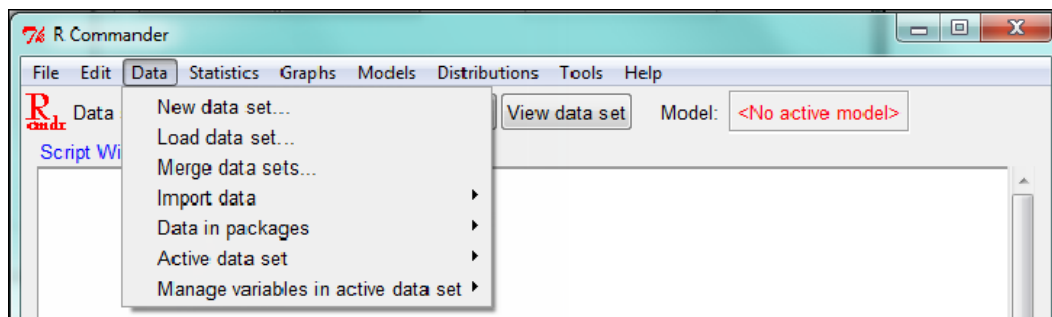 R Commander
File Edit Data Statistics Graphs Models Distributions Tools Help
R cmdr Data View data set Model: <No active model>
Script Wi
New data set...
Load data set...
Merge data sets...
Import data
Data in packages
Active data set
Manage variables in active data set